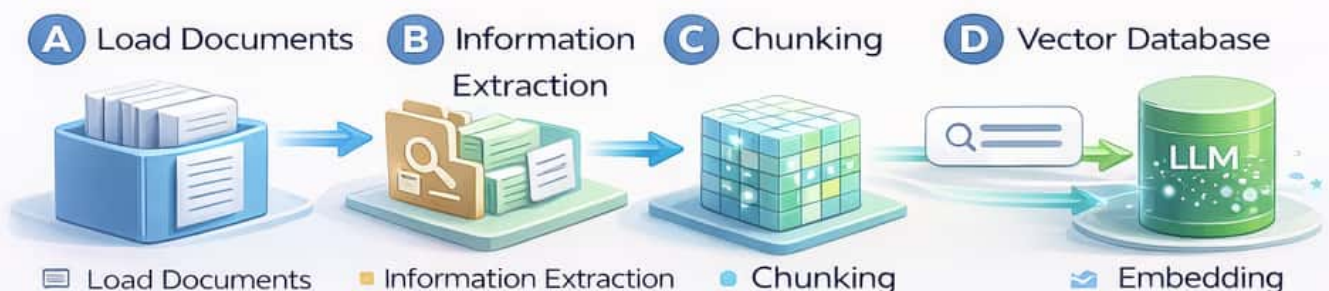 A Load Documents
B Information
Extraction
C Chunking
D Vector Database
LLM
Load Documents
Information Extraction
Chunking
Embedding